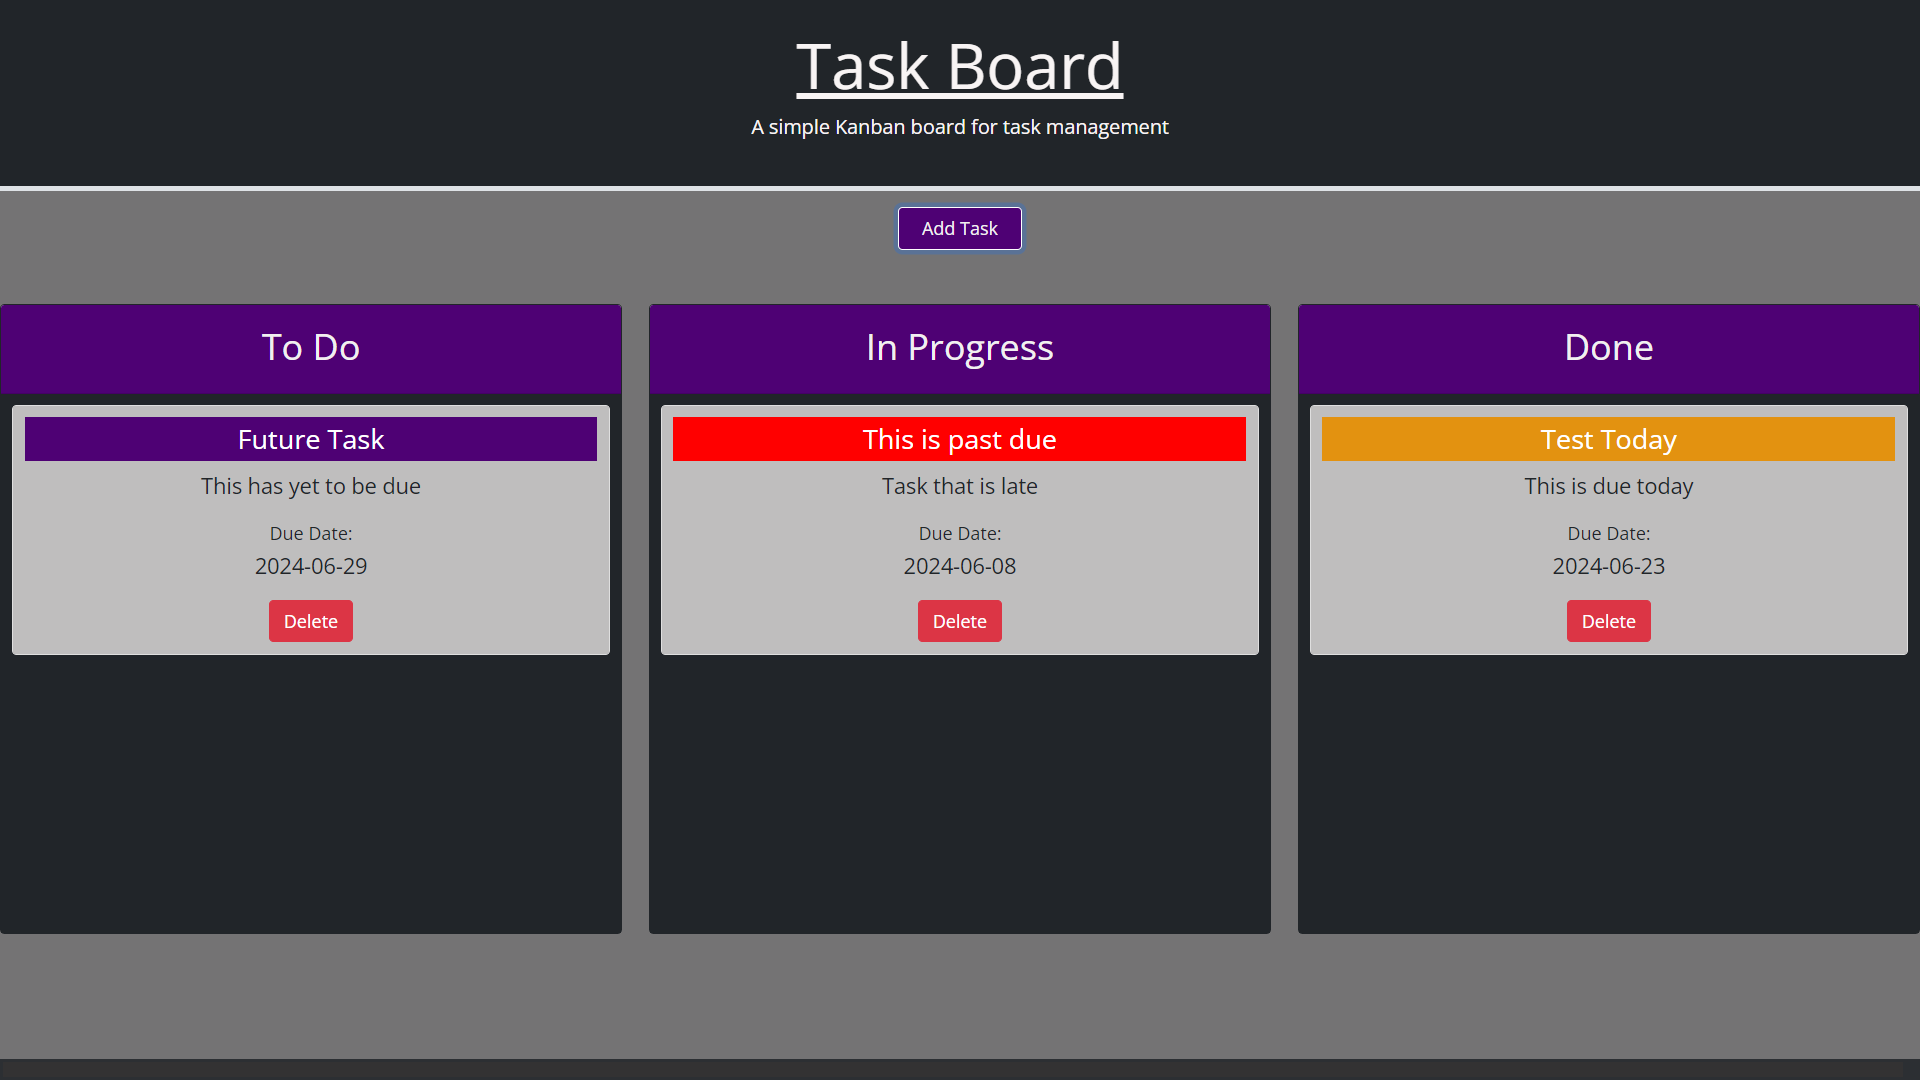 Task Board
A simple Kanban board for task management
Add Task
To Do
Future Task
This has yet to be due
Due Date:
2024-06-29
Delete
In Progress
This is past due
Task that is late
Due Date:
2024-06-08
Delete
Done
Test Today
This is due today
Due Date:
2024-06-23
Delete